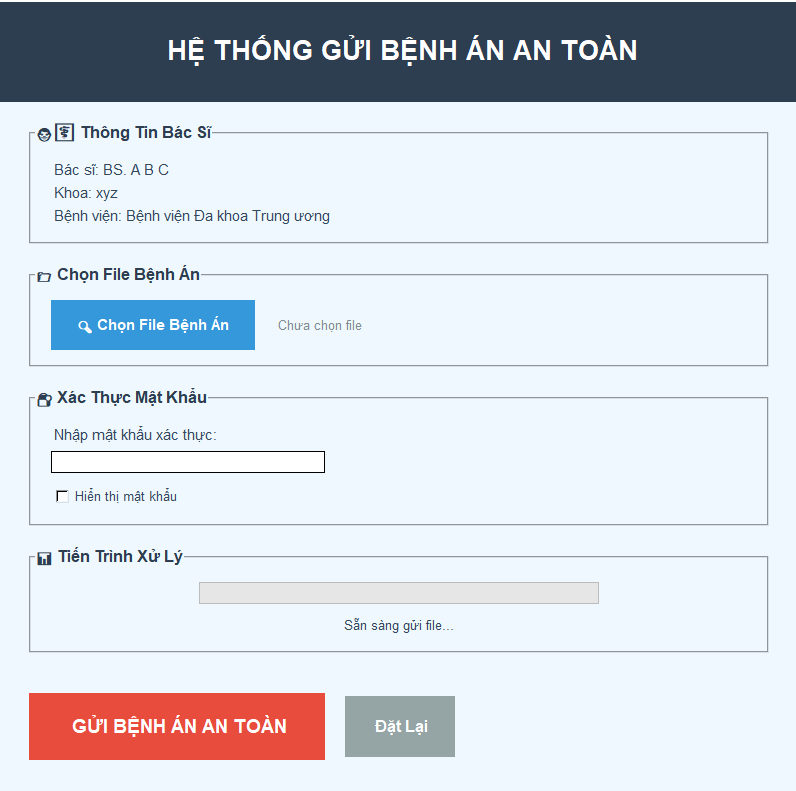 HỆ THỐNG GỬI BỆNH ÁN AN TOÀN
Thông Tin Bác Sĩ
Bác sĩ: BS. A B C
Khoa: xyz
Bệnh viện: Bệnh viện Đa khoa Trung ương
Chọn File Bệnh Án
Chọn File Bệnh Án
Chưa chọn file
Xác Thực Mật Khẩu
Nhập mật khẩu xác thực:
Hiển thị mật khẩu
Tiến Trình Xử Lý
Sẵn sàng gửi file...
GỬI BỆNH ÁN AN TOÀN
Đặt Lại